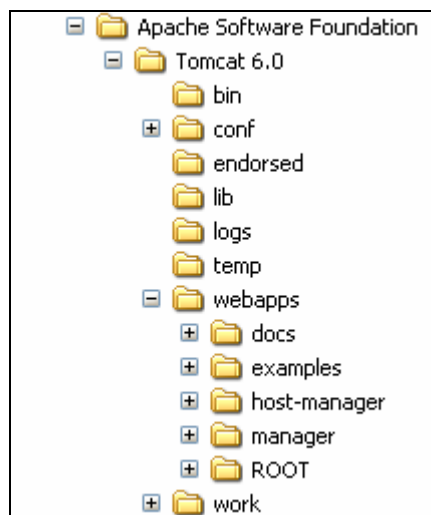 Apache Software Foundation
Tomcat 6.0
bin
conf
endorsed
lib
logs
temp
webapps
docs
examples
host-manager
manager
ROOT
work